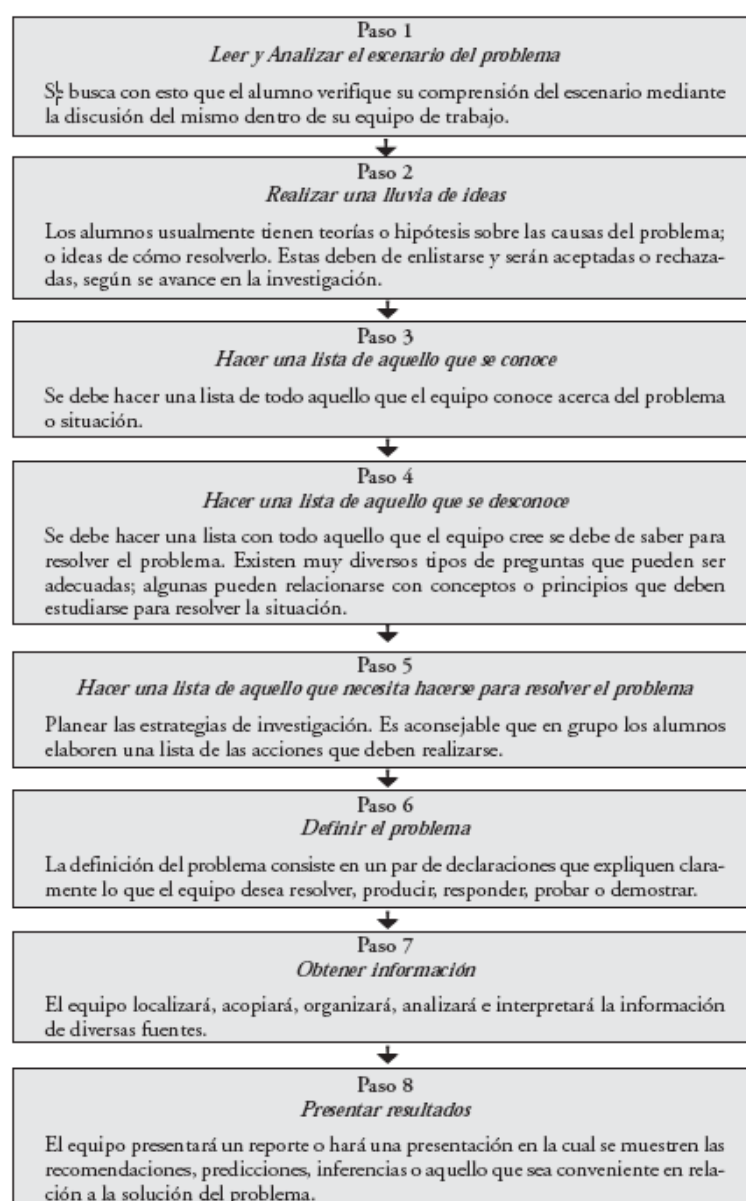 Paso 1
Leer y Analizar el escenario del problema
Se busca con esto que el alumno verifique su comprensión del escenario mediante
la discusión del mismo dentro de su equipo de trabajo.
Paso 2
Realizar una lluvia de ideas
Los alumnos usualmente tienen teorías o hipótesis sobre las causas del problema;
o ideas de cómo resolverlo. Estas deben de enlistarse y serán aceptadas o rechaza-
das, según se avance en la investigación.
Paso 3
Hacer una lista de aquello que se conoce
Se debe hacer una lista de todo aquello que el equipo conoce acerca del problema
o situación.
Paso 4
Hacer una lista de aquello que se desconoce
Se debe hacer una lista con todo aquello que el equipo cree se debe de saber para
resolver el problema. Existen muy diversos tipos de preguntas que pueden ser
adecuadas; algunas pueden relacionarse con conceptos o principios que deben
estudiarse para resolver la situación.
Paso 5
Hacer una lista de aquello que necesita hacerse para resolver el problema
Planear las estrategias de investigación. Es aconsejable que en grupo los alumnos
elaboren una lista de las acciones que deben realizarse.
Paso 6
Definir el problema
La definición del problema consiste en un par de declaraciones que expliquen clara-
mente lo que el equipo desea resolver, producir, responder, probar o demostrar.
Paso 7
Obtener información
El equipo localizará, acopiará, organizará, analizará e interpretará la información
de diversas fuentes.
Paso 8
Presentar resultados
El equipo presentará un reporte o hará una presentación en la cual se muestren las
recomendaciones, predicciones, inferencias o aquello que sea conveniente en rela-
ción a la solución del problema.